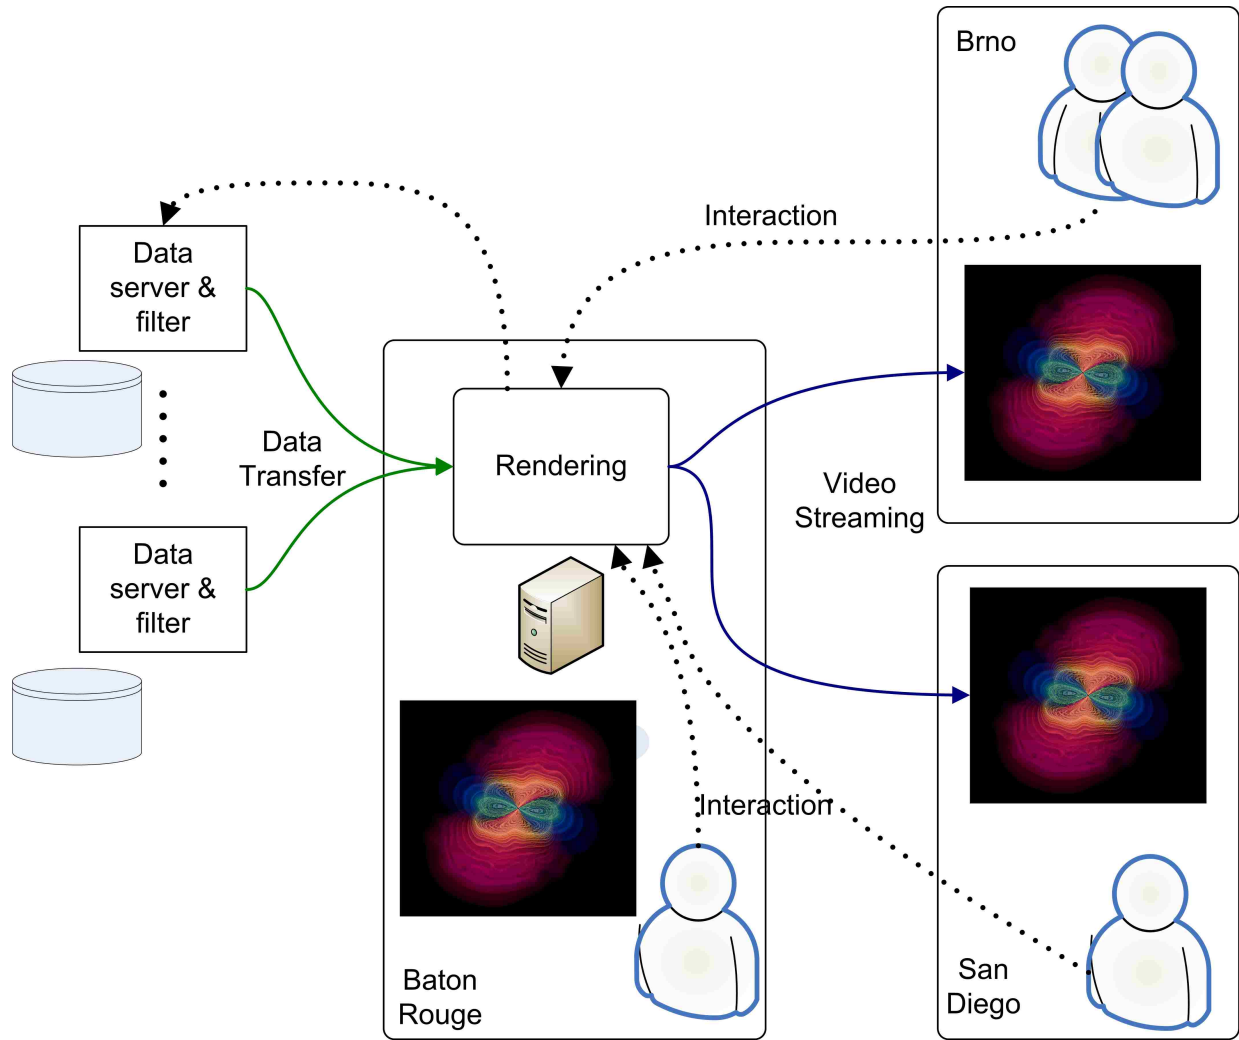 Brno
Interaction
Data
server &
filter
Data
Transfer
Rendering
Video
Streaming
Data
server &
filter
Interaction
Baton
Rouge
San
Diego